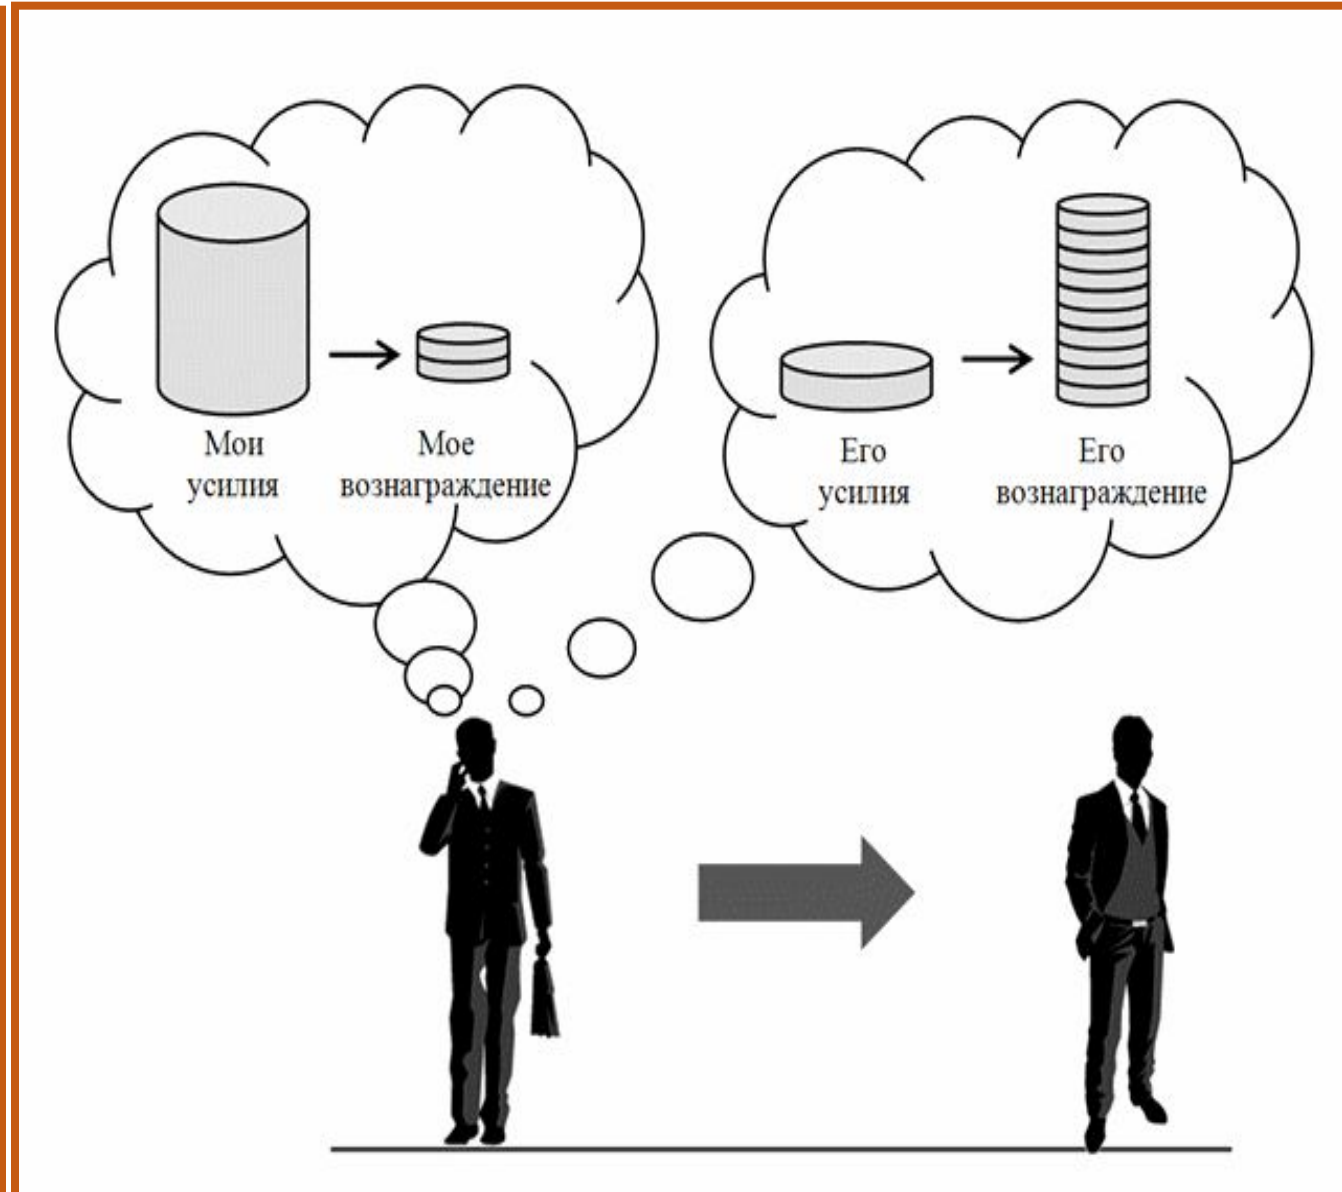 Мои
усилия
Мое
вознаграждение
Его
усилия
Его
вознаграждение